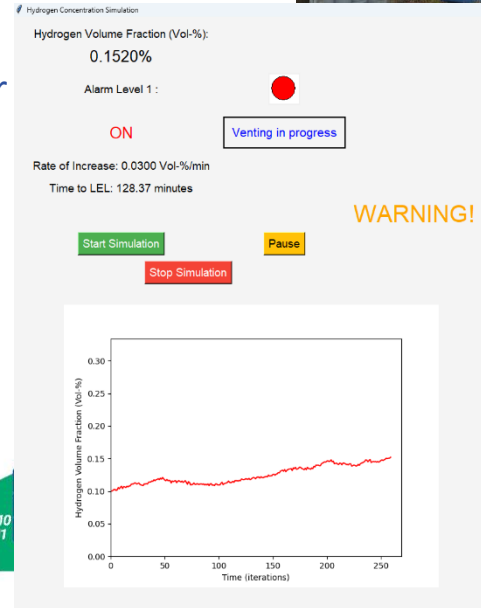 Hydrogen Concentration Simulation
Hydrogen Volume Fraction (Vol-%):
0.1520%
Alarm Level 1 :
ON
Venting in progress
Rate of Increase: 0.0300 Vol-%/min
Time to LEL: 128.37 minutes
WARNING!
Start Simulation
Pause
Stop Simulation
Hydrogen Volume Fraction (Vol-%)
0.30
0.25
0.20
0.15
0.10
0.05
0.00
0 50 100 150 200 250
Time (iterations)